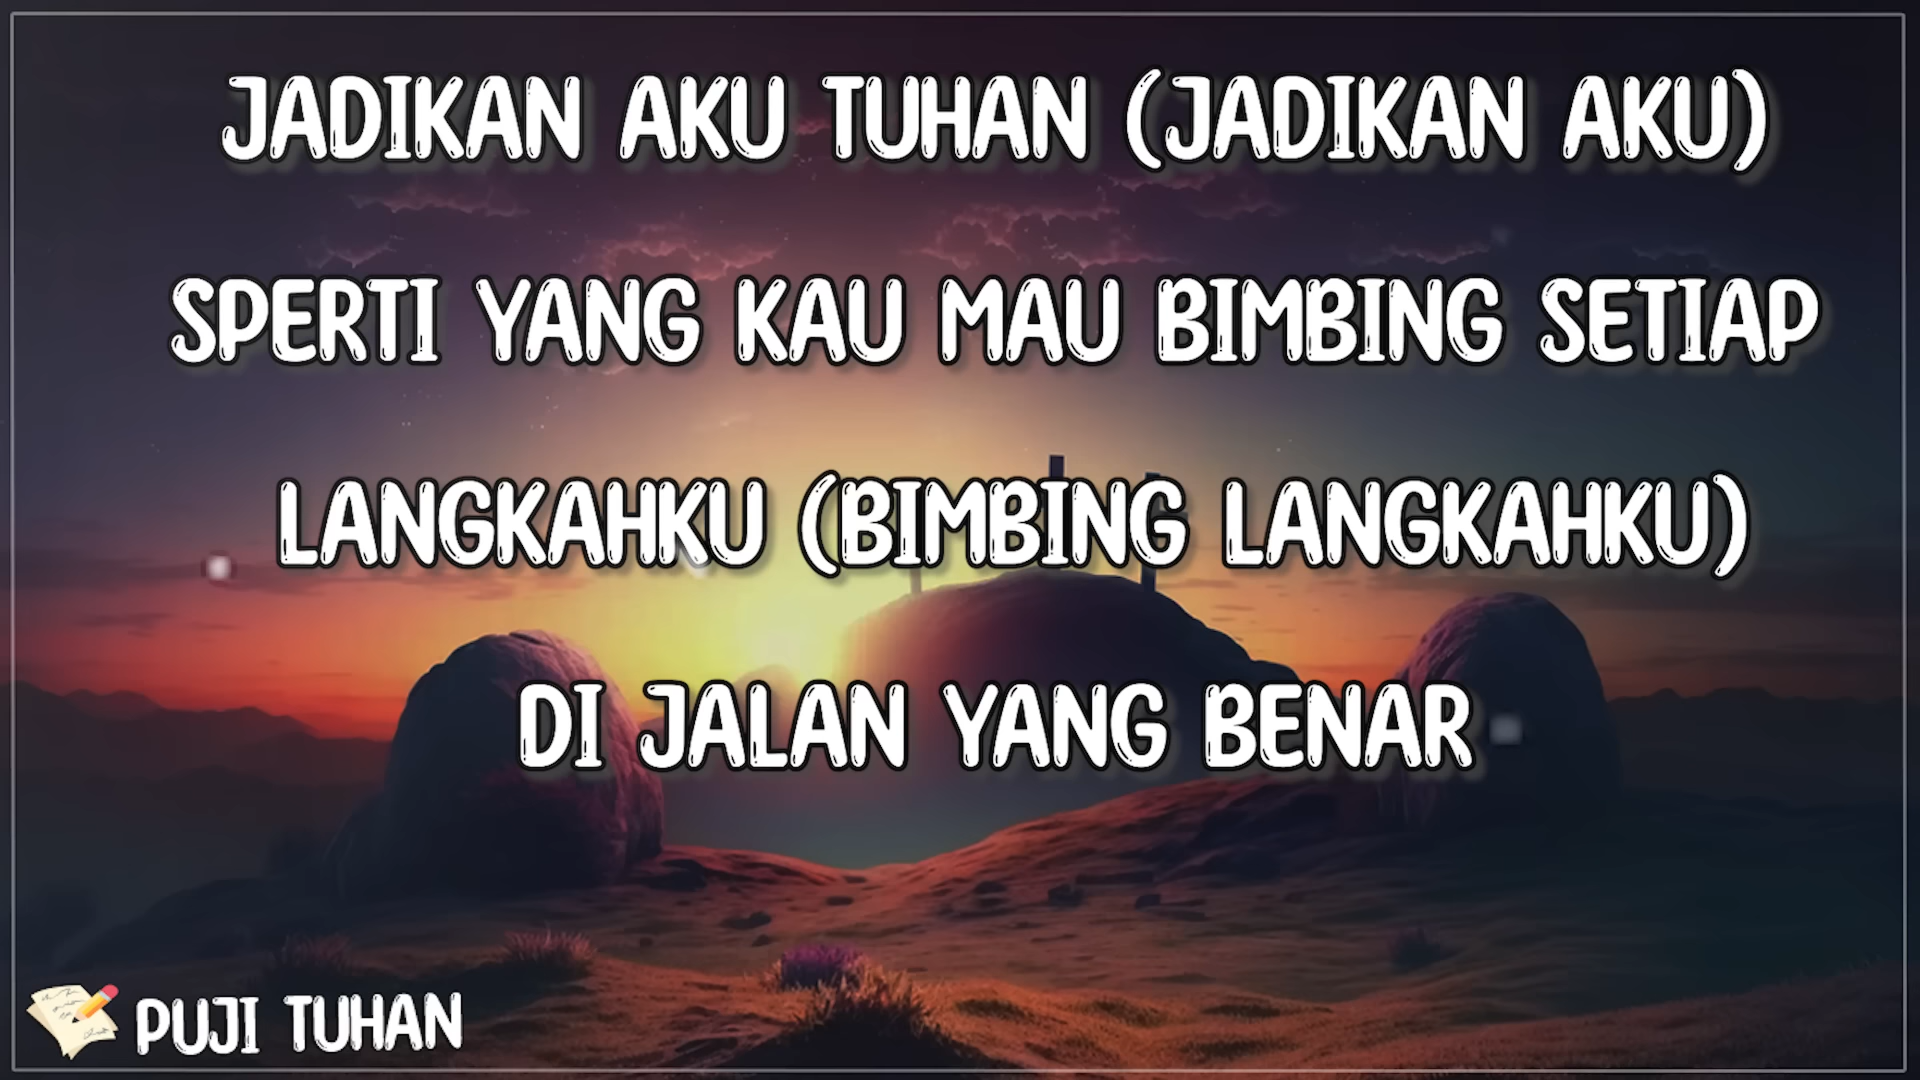 JADIKAN AKU TUHAN (JADIKAN AKU)
SPERTI YANG KAU MAU BIMBING SETIAP
LANGKAHKU (BIMBING LANGKAHKU)
DI JALAN YANG BENAR
PUJI TUHAN